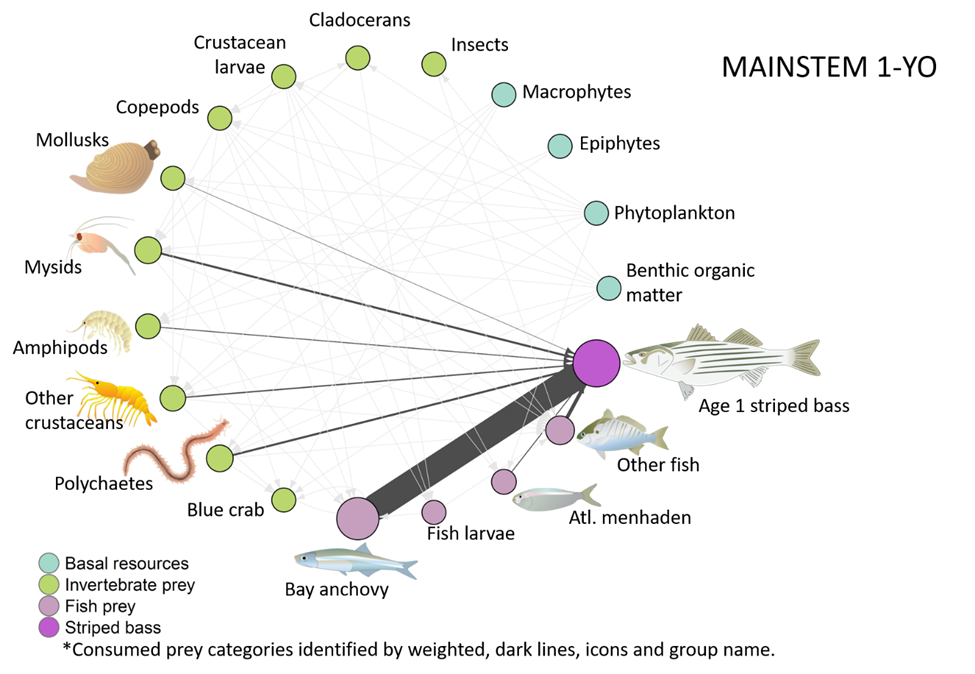 Cladocerans
Crustacean
larvae
Insects
MAINSTEM 1-YO
Macrophytes
Copepods
Mollusks
Epiphytes
Phytoplankton
Mysids
Benthic organic
matter
Amphipods
Other
crustaceans
Age 1 striped bass
Polychaetes
Other fish
Blue crab
Atl. menhaden
Fish larvae
Bay anchovy
Basal resources
Invertebrate prey
Fish prey
Striped bass
*Consumed prey categories identified by weighted, dark lines, icons and group name.